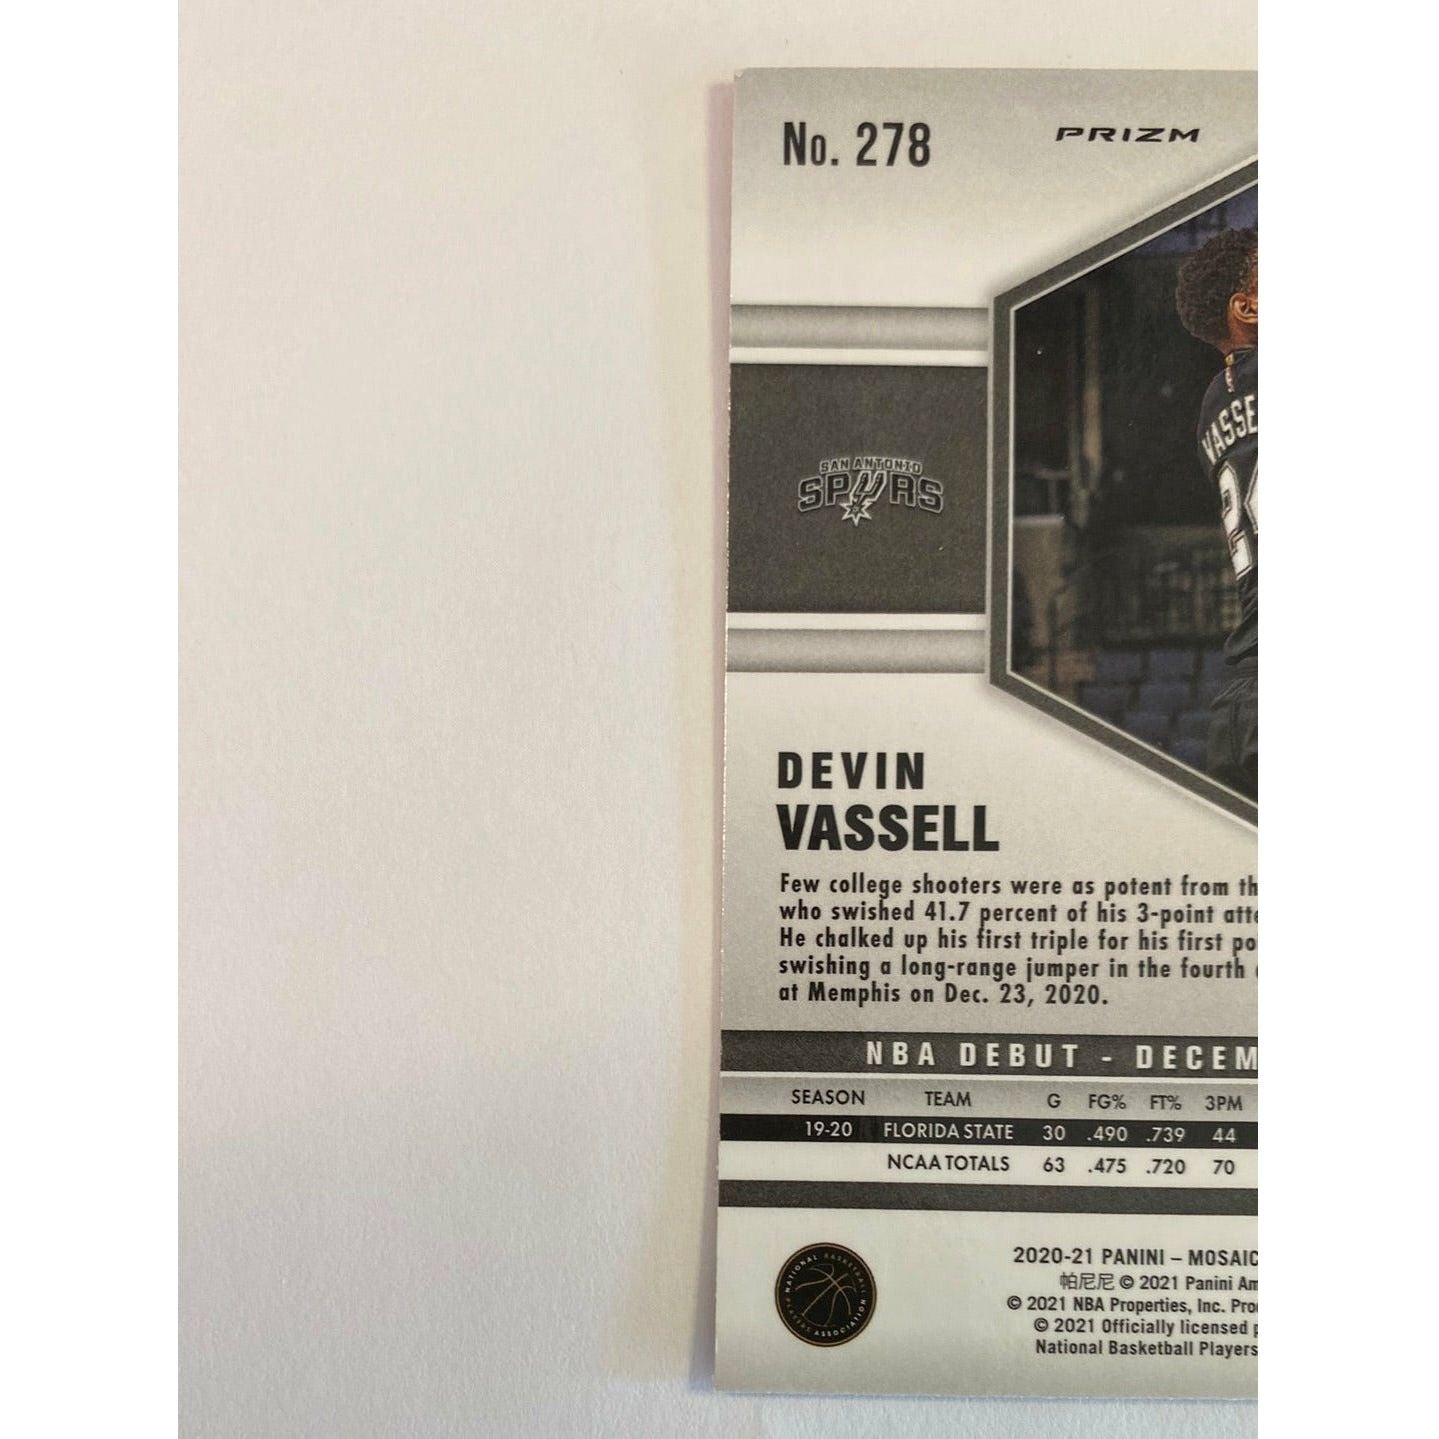 No. 278
PRIZM
SAN ANTONIO
SPURS
VASSE
DEVIN
VASSELL
Few college shooters were as potent from th
who swished 41.7 percent of his 3-point atte
He chalked up his first triple for his first po
swishing a long-range jumper in the fourth
at Memphis on Dec. 23, 2020.
NBA DEBUT - DECEM
SEASON TEAM G FG% FT% 3PM
19-20 FLORIDA STATE 30 .490 .739 44
NCAA TOTALS 63 .475 .720 70
NATIONAL BASKETBALL PLAYERS ASSOCIATION
2020-21 PANINI – MOSAIC
帕尼尼 © 2021 Panini Am
© 2021 NBA Properties, Inc. Pro
© 2021 Officially licensed p
National Basketball Players